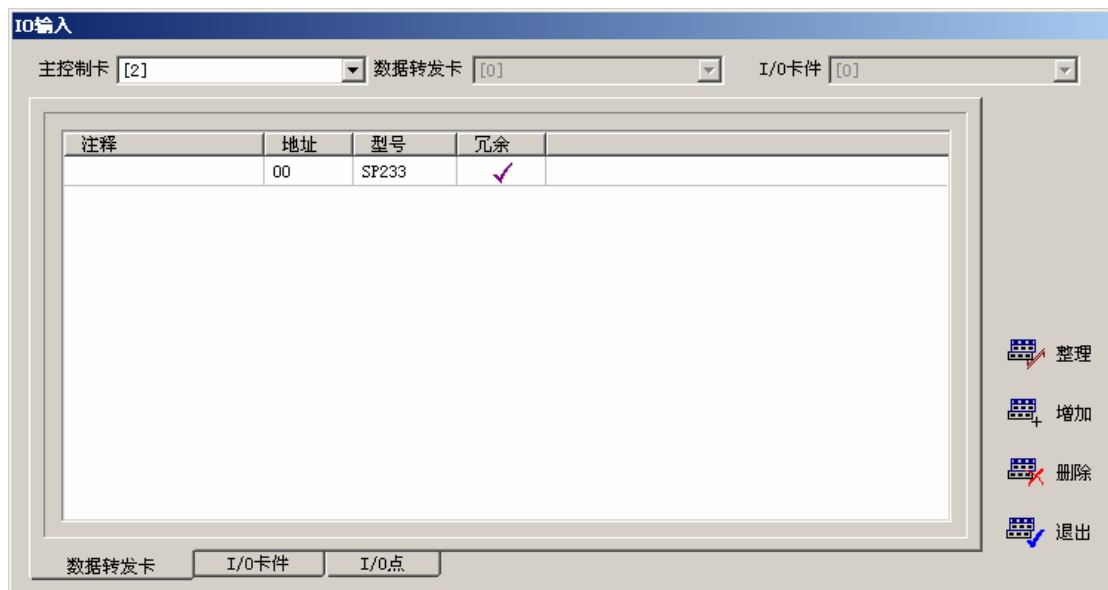 IO输入
主控制卡 [2] 数据转发卡 [0] I/O卡件 [0]
注释 地址 型号 冗余
00 SP233
整理
增加
删除
退出
数据转发卡 I/O卡件 I/O点